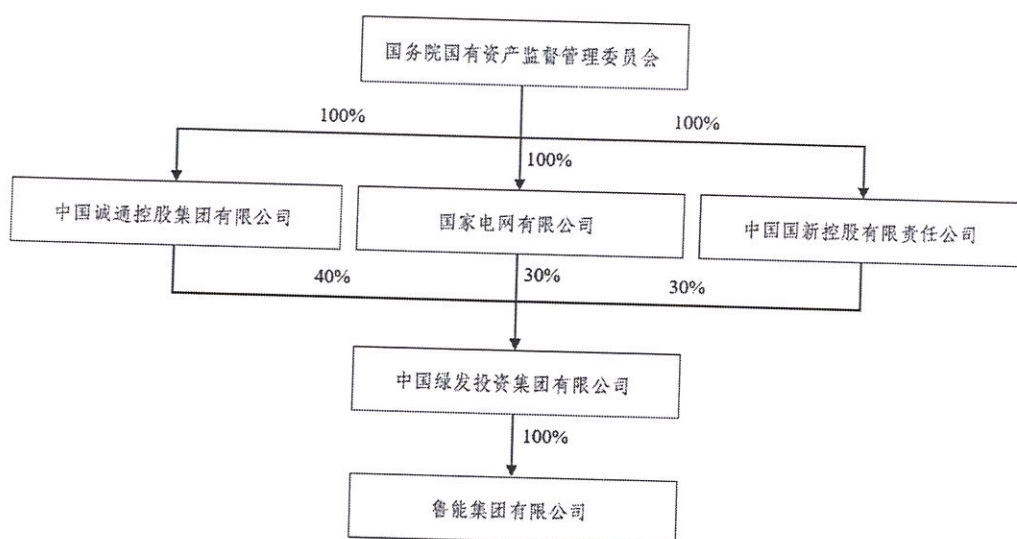 国务院国有资产监督管理委员会
100%
100%
100%
中国诚通控股集团有限公司
国家电网有限公司
中国国新控股有限责任公司
40%
30%
30%
中国绿发投资集团有限公司
100%
鲁能集团有限公司